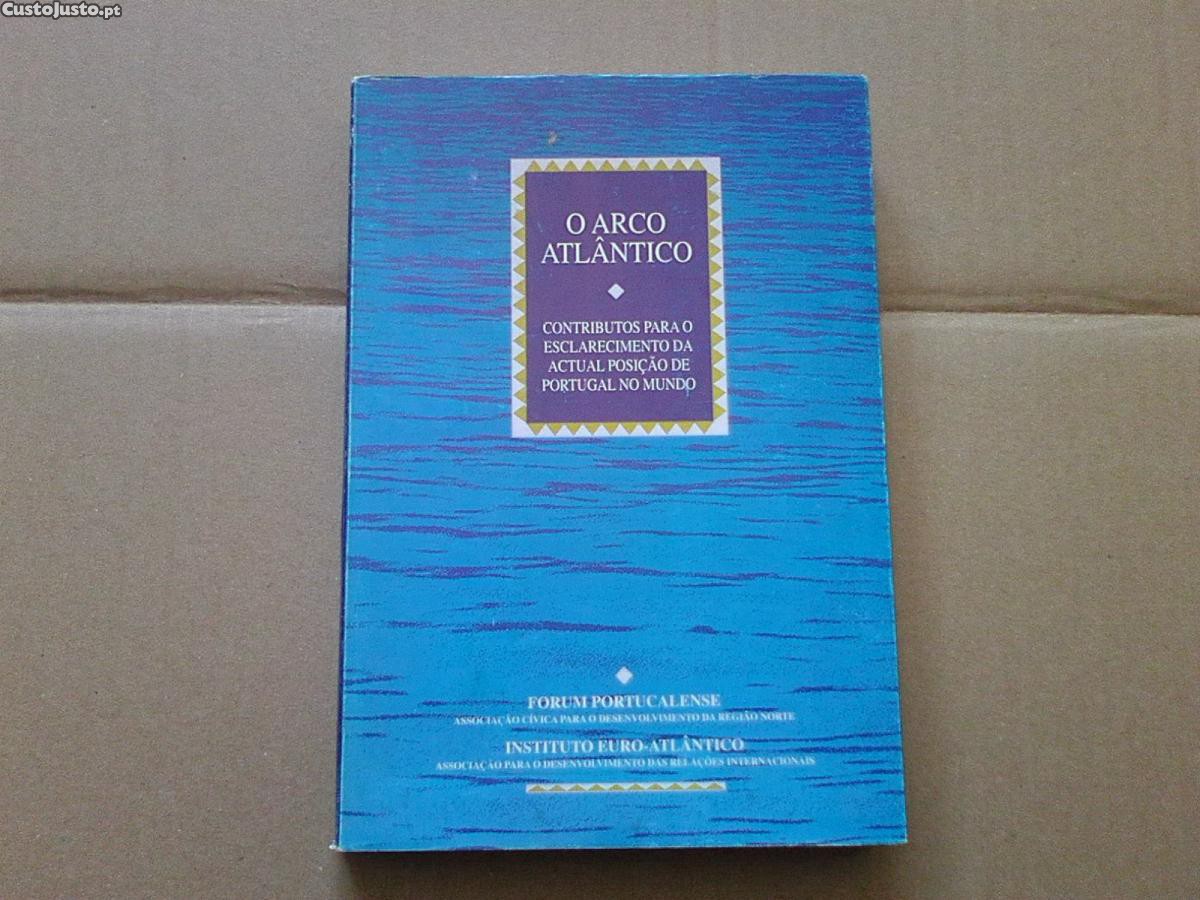 CustoJusto.pt
O ARCO
ATLÂNTICO
CONTRIBUTOS PARA O
ESCLARECIMENTO DA
ACTUAL POSIÇÃO DE
PORTUGAL NO MUNDO
FORUM PORTUCALENSE
ASSOCIAÇÃO CÍVICA PARA O DESENVOLVIMENTO DA REGIÃO NORTE
INSTITUTO EURO-ATLÂNTICO
ASSOCIAÇÃO PARA O DESENVOLVIMENTO DAS RELAÇÕES INTERNACIONAIS